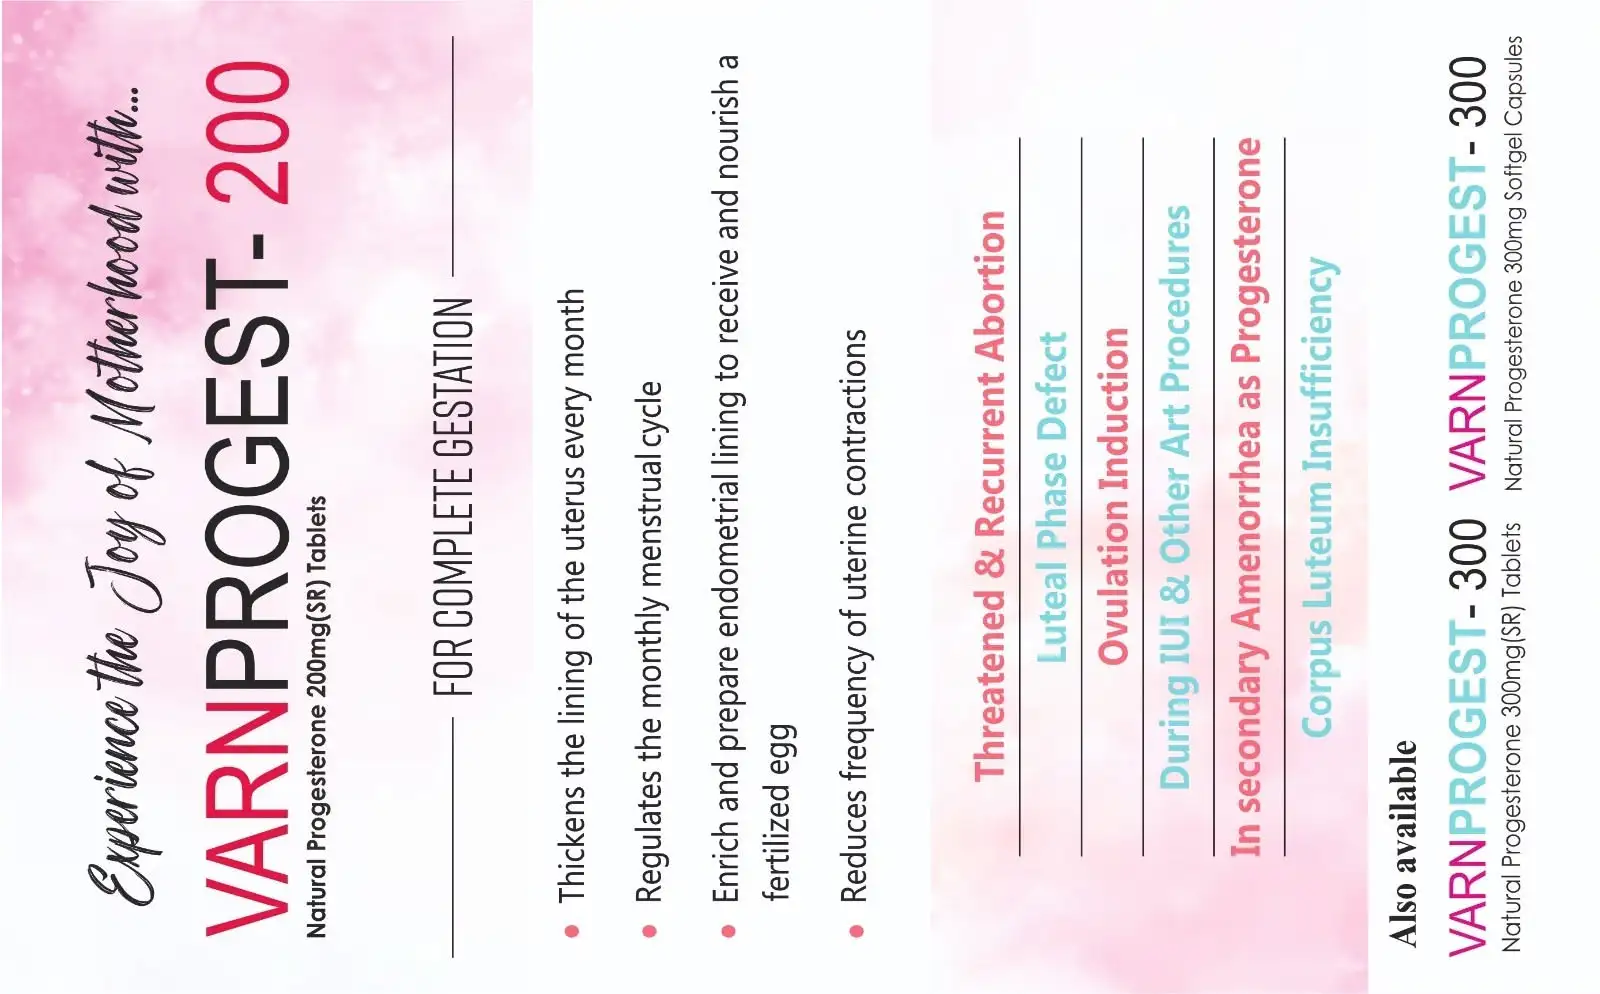 Experience the Joy of Motherhood with...
VARNPROGEST- 200
Natural Progesterone 200mg(SR) Tablets
FOR COMPLETE GESTATION
• Thickens the lining of the uterus every month
• Regulates the monthly menstrual cycle
• Enrich and prepare endometrial lining to receive and nourish a
fertilized egg
• Reduces frequency of uterine contractions
Threatened & Recurrent Abortion
Luteal Phase Defect
Ovulation Induction
During IUI & Other Art Procedures
In secondary Amenorrhea as Progesterone
Corpus Luteum Insufficiency
Also available
VARNPROGEST- 300
Natural Progesterone 300mg(SR) Tablets
VARNPROGEST- 300
Natural Progesterone 300mg Softgel Capsules